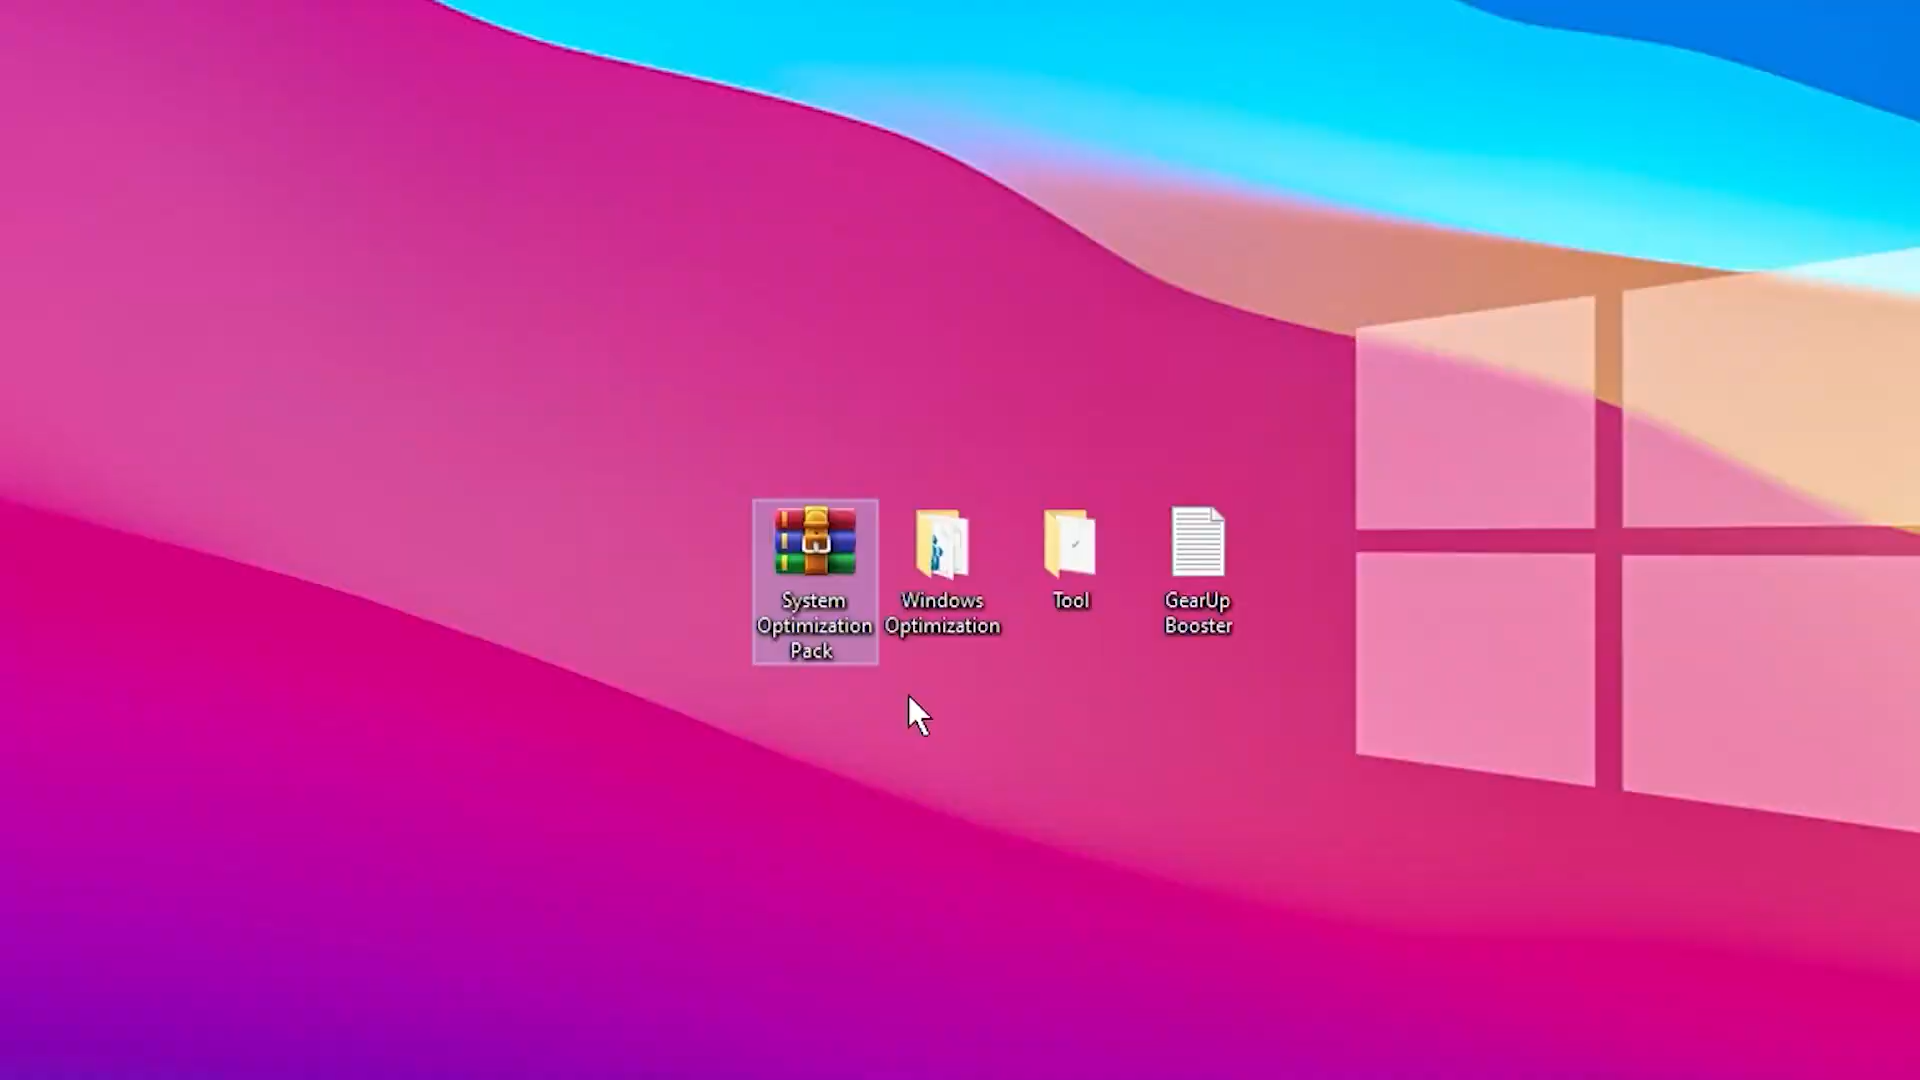 System
Optimization
Pack
Windows
Optimization
Tool
GearUp
Booster